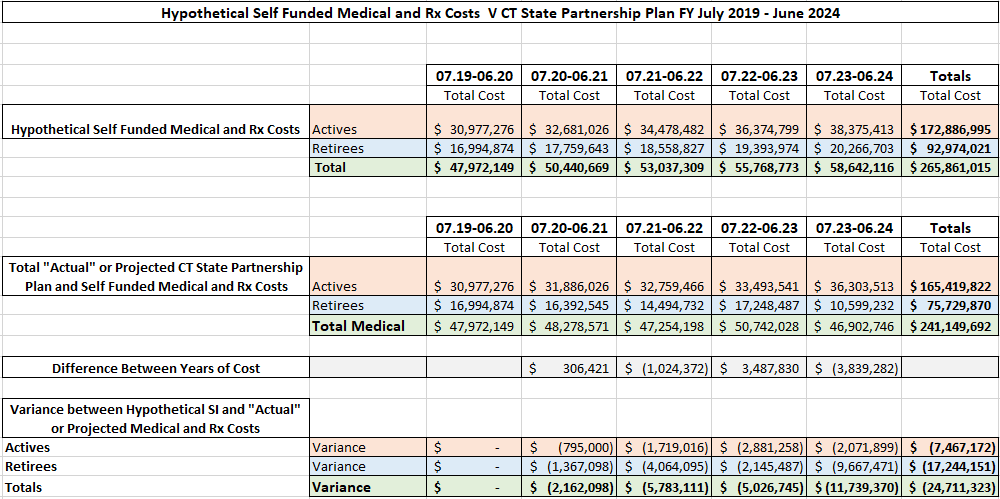 Hypothetical Self Funded Medical and Rx Costs V CT State Partnership Plan FY July 2019 - June 2024
07.19-06.20 07.20-06.21 07.21-06.22 07.22-06.23 07.23-06.24 Totals
Total Cost Total Cost Total Cost Total Cost Total Cost Total Cost
Hypothetical Self Funded Medical and Rx Costs Actives $ 30,977,276 $ 32,681,026 $ 34,478,482 $ 36,374,799 $ 38,375,413 $ 172,886,995
Retirees $ 16,994,874 $ 17,759,643 $ 18,558,827 $ 19,393,974 $ 20,266,703 $ 92,974,021
Total $ 47,972,149 $ 50,440,669 $ 53,037,309 $ 55,768,773 $ 58,642,116 $ 265,861,015
07.19-06.20 07.20-06.21 07.21-06.22 07.22-06.23 07.23-06.24 Totals
Total Cost Total Cost Total Cost Total Cost Total Cost Total Cost
Total "Actual" or Projected CT State Partnership
Plan and Self Funded Medical and Rx Costs Actives $ 30,977,276 $ 31,886,026 $ 32,759,466 $ 33,493,541 $ 36,303,513 $ 165,419,822
Retirees $ 16,994,874 $ 16,392,545 $ 14,494,732 $ 17,248,487 $ 10,599,232 $ 75,729,870
Total Medical $ 47,972,149 $ 48,278,571 $ 47,254,198 $ 50,742,028 $ 46,902,746 $ 241,149,692
Difference Between Years of Cost $ 306,421 $ (1,024,372) $ 3,487,830 $ (3,839,282)
Variance between Hypothetical SI and "Actual"
or Projected Medical and Rx Costs
Actives Variance $ - $ (795,000) $ (1,719,016) $ (2,881,258) $ (2,071,899) $ (7,467,172)
Retirees Variance $ - $ (1,367,098) $ (4,064,095) $ (2,145,487) $ (9,667,471) $ (17,244,151)
Totals Variance $ - $ (2,162,098) $ (5,783,111) $ (5,026,745) $ (11,739,370) $ (24,711,323)